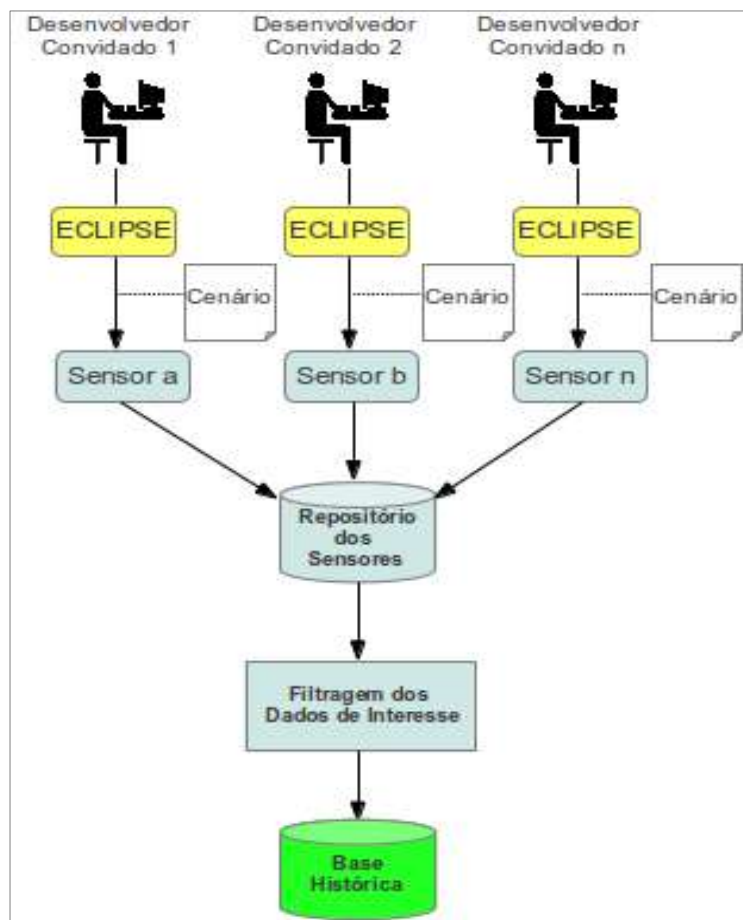 Desenvolvedor
Convidado 1
Desenvolvedor
Convidado 2
Desenvolvedor
Convidado n
ECLIPSE
ECLIPSE
ECLIPSE
Cenário
Cenário
Cenário
Sensor a
Sensor b
Sensor n
Repositório
dos
Sensores
Filtragem dos
Dados de Interesse
Base
Histórica